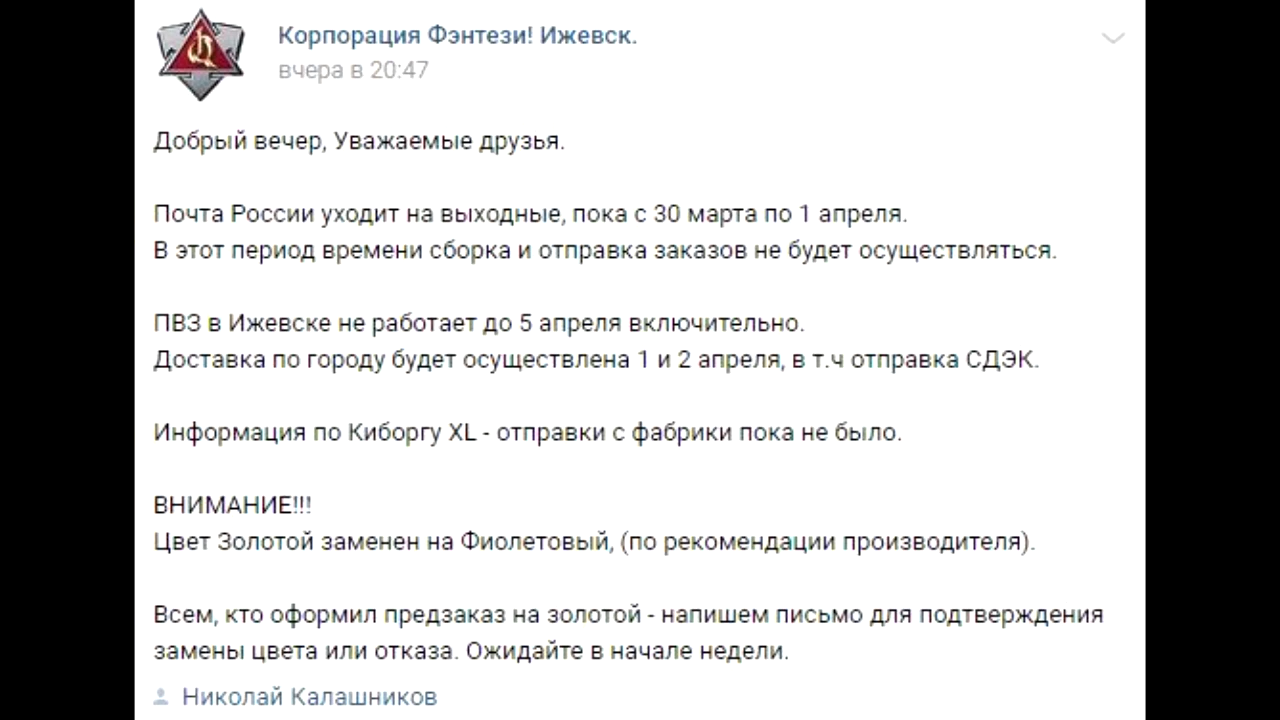 Корпорация Фэнтези! Ижевск.
вчера в 20:47
Добрый вечер, Уважаемые друзья.
Почта России уходит на выходные, пока с 30 марта по 1 апреля.
В этот период времени сборка и отправка заказов не будет осуществляться.
ПВЗ в Ижевске не работает до 5 апреля включительно.
Доставка по городу будет осуществлена 1 и 2 апреля, в т.ч отправка СДЭК.
Информация по Киборгу XL - отправки с фабрики пока не было.
ВНИМАНИЕ!!!
Цвет Золотой заменен на Фиолетовый, (по рекомендации производителя).
Всем, кто оформил предзаказ на золотой - напишем письмо для подтверждения
замены цвета или отказа. Ожидайте в начале недели.
Николай Калашников